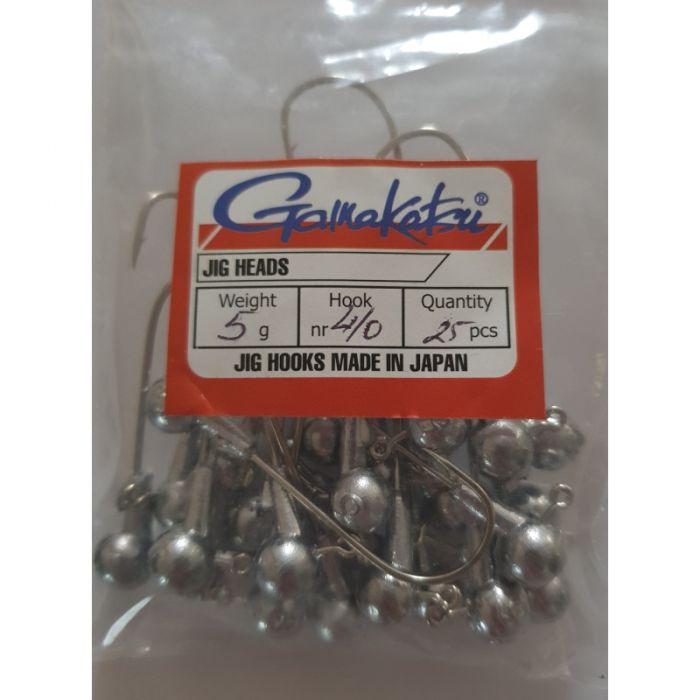 Gamakatsu®
JIG HEADS
Weight Hook Quantity
5 g nr 4/0 25 pcs
JIG HOOKS MADE IN JAPAN